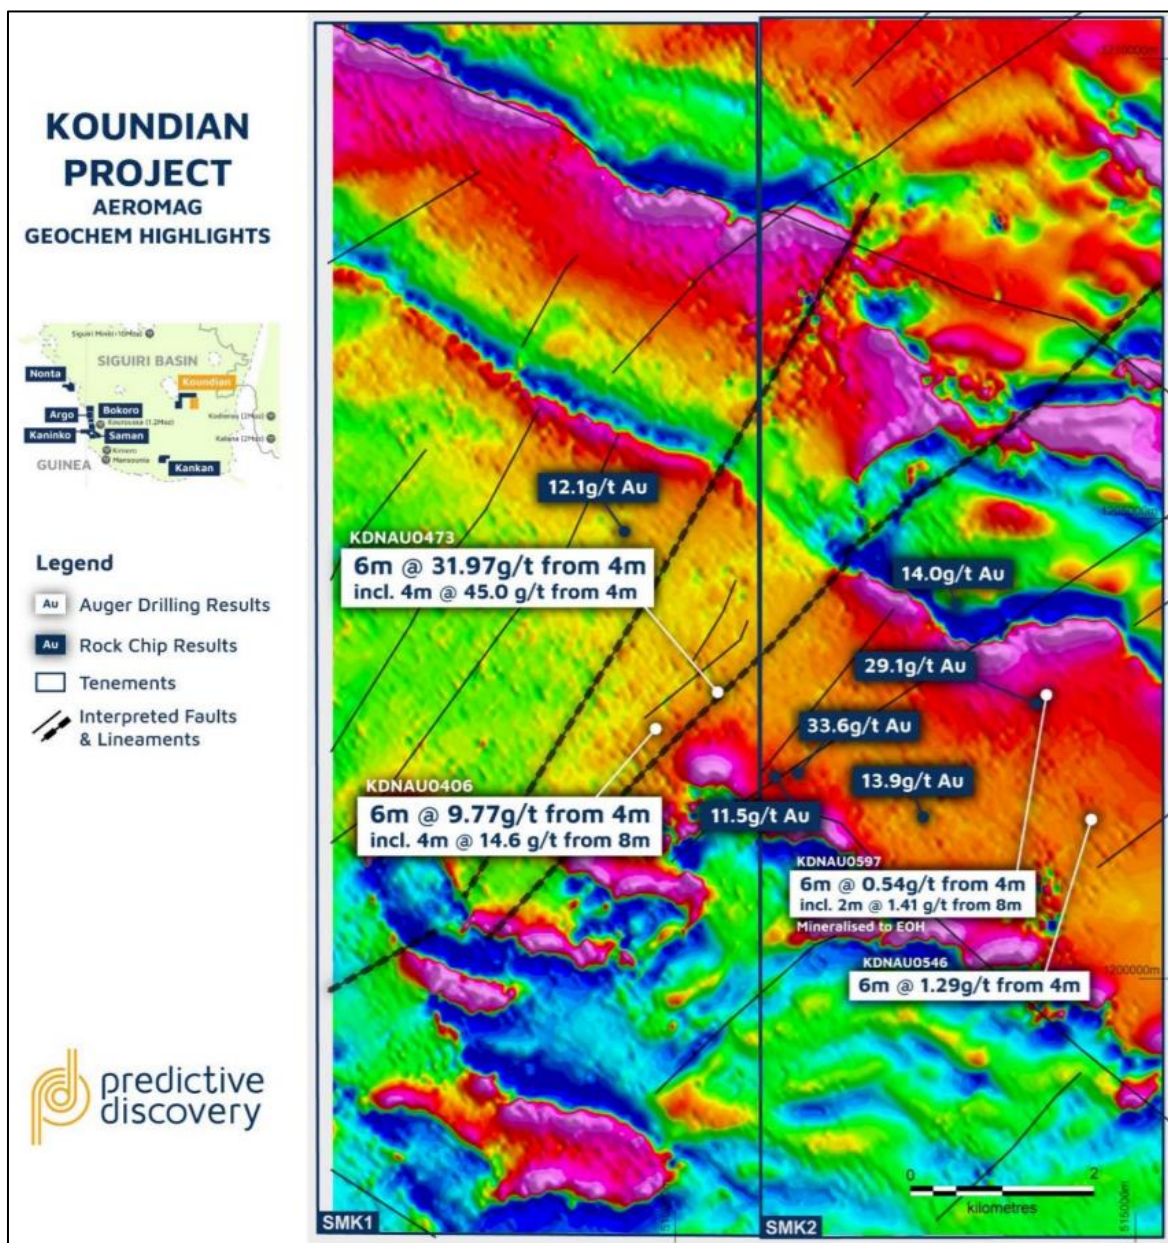 KOUNDIAN
PROJECT
AEROMAG
GEOCHEM HIGHLIGHTS
SIGUIRI BASIN
Nonta
Koundian
Argo
Bokoro
Kaninko
Saman
Mansounia
GUINEA
Kankan
Legend
Au Auger Drilling Results
Au Rock Chip Results
Tenements
Interpreted Faults
& Lineaments
predictive
discovery
12.1g/t Au
KDNAU0473
6m @ 31.97g/t from 4m
incl. 4m @ 45.0 g/t from 4m
14.0g/t Au
29.1g/t Au
33.6g/t Au
13.9g/t Au
11.5g/t Au
KDNAU0406
6m @ 9.77g/t from 4m
incl. 4m @ 14.6 g/t from 8m
KDNAU0597
6m @ 0.54g/t from 4m
incl. 2m @ 1.41 g/t from 8m
Mineralised to EOH
KDNAU0546
6m @ 1.29g/t from 4m
1200000m
0 2
kilometres
515000m
SMK1
SMK2